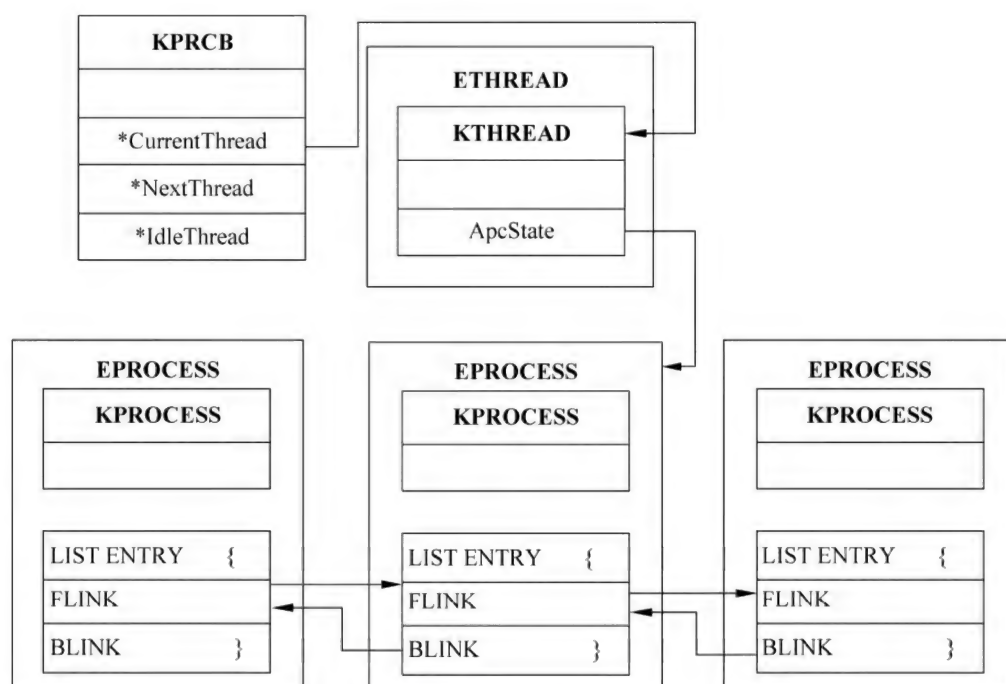 KPRCB
*CurrentThread
*NextThread
*IdleThread
ETHREAD
KTHREAD
ApcState
EPROCESS
KPROCESS
LIST ENTRY {
FLINK
BLINK }
EPROCESS
KPROCESS
LIST ENTRY {
FLINK
BLINK }
EPROCESS
KPROCESS
LIST ENTRY {
FLINK
BLINK }